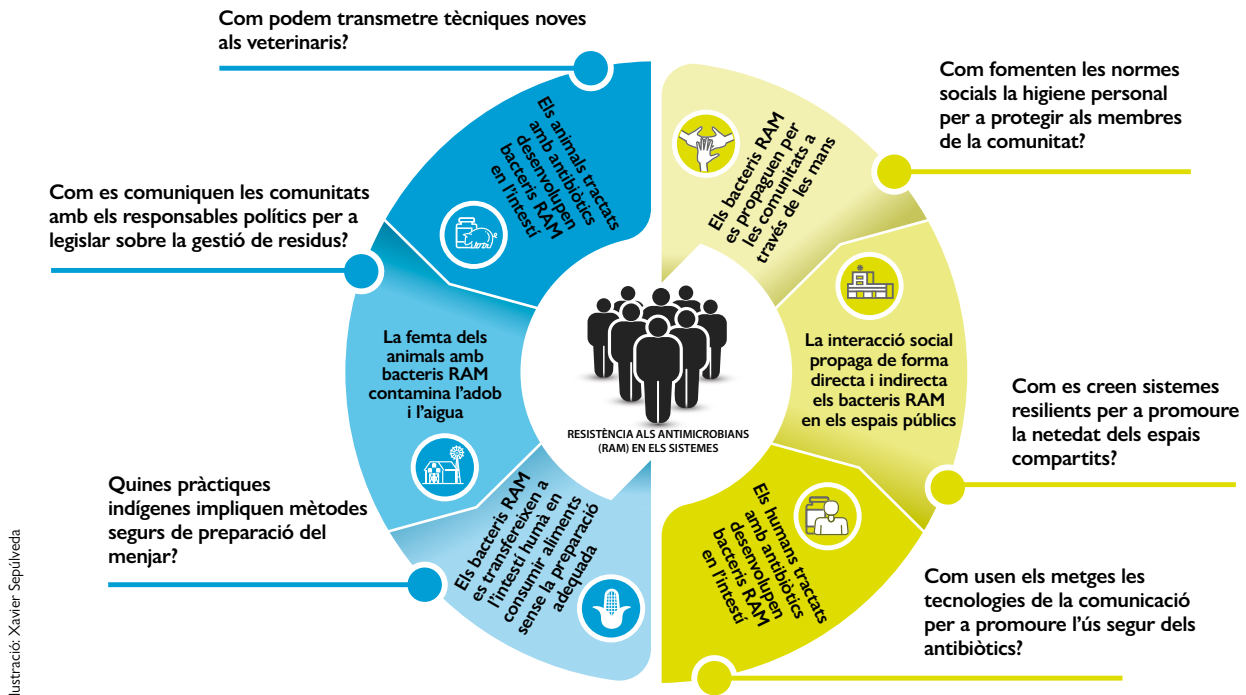 Com podem transmetre tècniques noves
als veterinaris?
Els animals tractats
amb antibiòtics
desenvolupen
bacteris RAM
en l'intestí
Com es comuniquen les comunitats
amb els responsables polítics per a
legislar sobre la gestió de residus?
La femta dels
animals amb
bacteris RAM
contamina l'adob
i l'aigua
Quines pràctiques
indígenes impliquen mètodes
segurs de preparació del
menjar?
Els bacteris RAM
es transfereixen a
l'intestí humà en
consumir aliments
sense la preparació
adequada
RESISTÈNCIA ALS ANTIMICROBIANS
(RAM) EN ELS SISTEMES
Com fomenten les normes
socials la higiene personal
per a protegir als membres
de la comunitat?
Els bacteris RAM
es propaguen per
les comunitats a
través de les mans
La interacció social
propaga de forma
directa i indirecta
els bacteris RAM
en els espais públics
Com es creen sistemes
resilients per a promoure
la netedat dels espais
compartits?
Els humans tractats
amb antibiòtics
desenvolupen
bacteris RAM
en l'intestí
Com usen els metges les
tecnologies de la comunicació
per a promoure l'ús segur dels
antibiòtics?
lustració: Xavier Sepúlveda